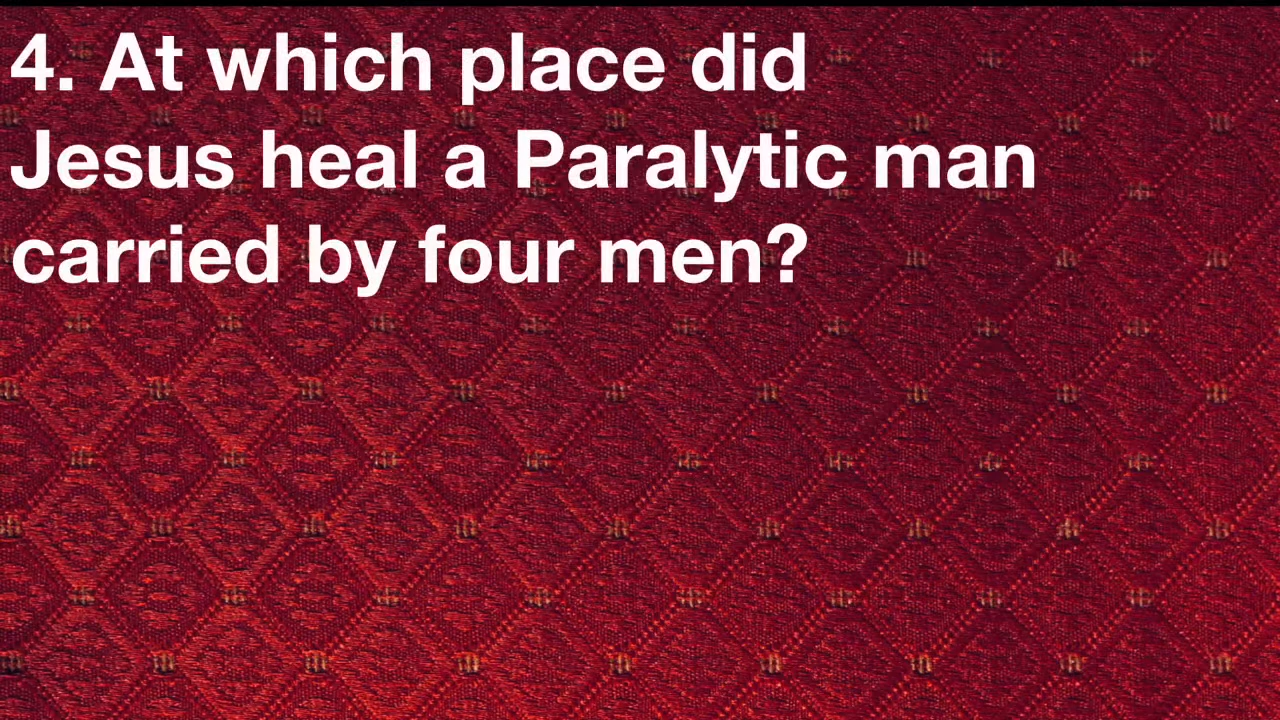 4. At which place did
Jesus heal a Paralytic man
carried by four men?